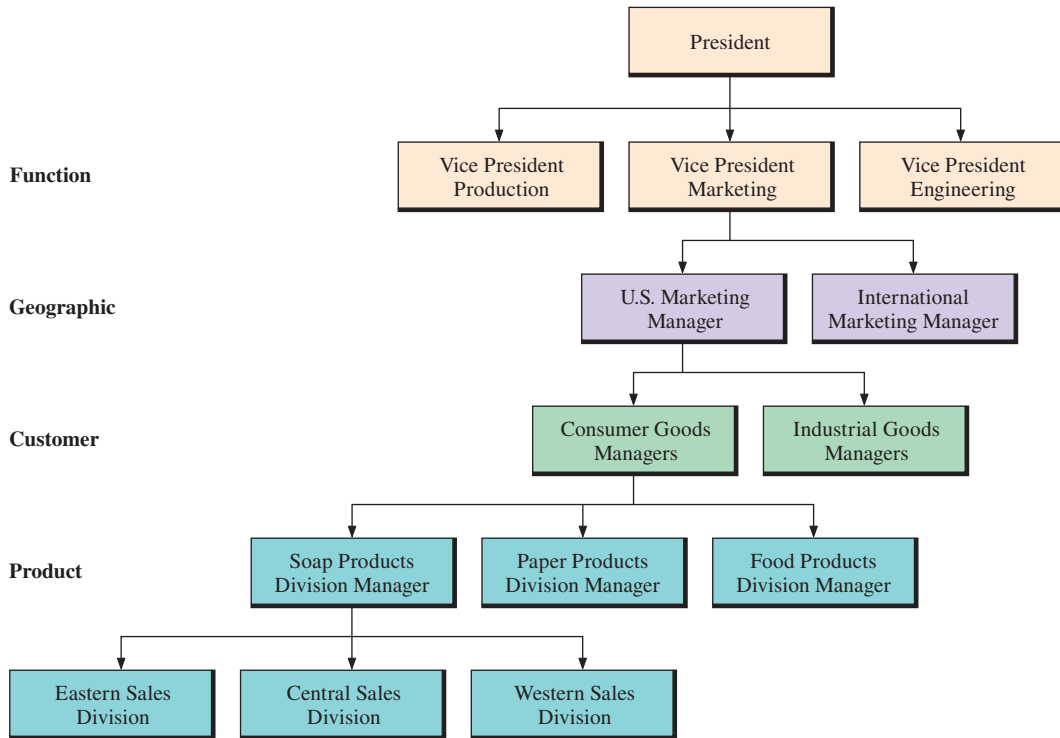 President
Function
Vice President
Production
Vice President
Marketing
Vice President
Engineering
Geographic
U.S. Marketing
Manager
International
Marketing Manager
Customer
Consumer Goods
Managers
Industrial Goods
Managers
Product
Soap Products
Division Manager
Paper Products
Division Manager
Food Products
Division Manager
Eastern Sales
Division
Central Sales
Division
Western Sales
Division